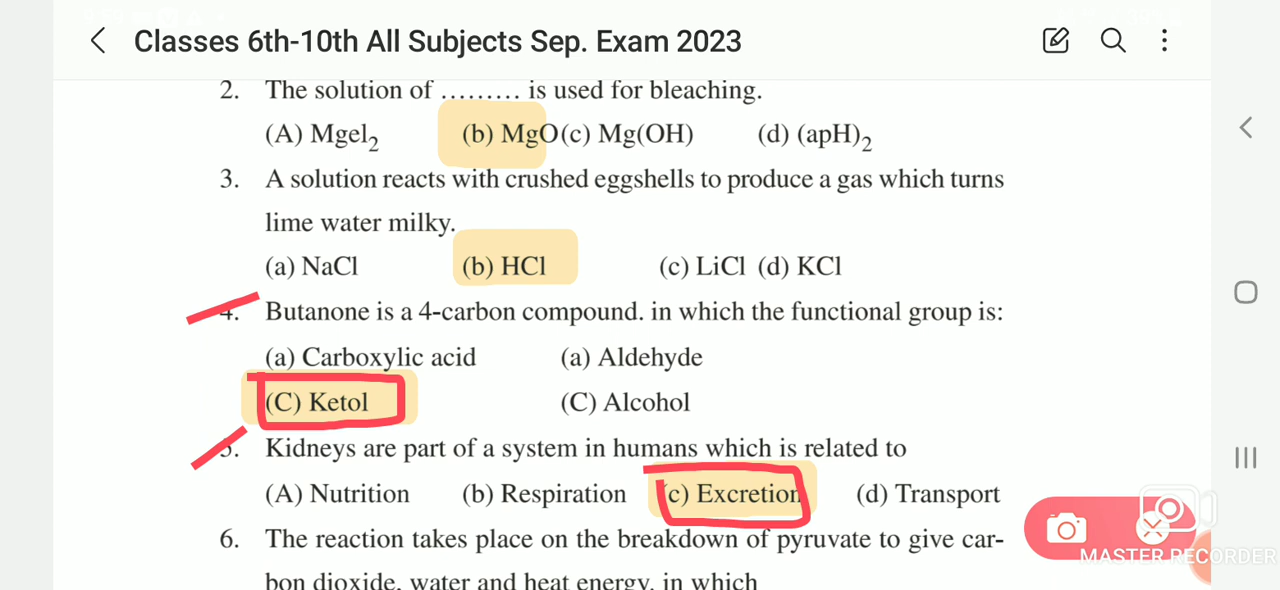 Classes 6th-10th All Subjects Sep. Exam 2023
2. The solution of ......... is used for bleaching.
(A) Mgel₂ (b) MgO (c) Mg(OH) (d) (apH)₂
3. A solution reacts with crushed eggshells to produce a gas which turns
lime water milky.
(a) NaCl (b) HCl (c) LiCl (d) KCl
4. Butanone is a 4-carbon compound. in which the functional group is:
(a) Carboxylic acid (a) Aldehyde
(C) Ketol (C) Alcohol
5. Kidneys are part of a system in humans which is related to
(A) Nutrition (b) Respiration (c) Excretion (d) Transport
6. The reaction takes place on the breakdown of pyruvate to give car-
bon dioxide, water and heat energy, in which
MASTER RECORDER